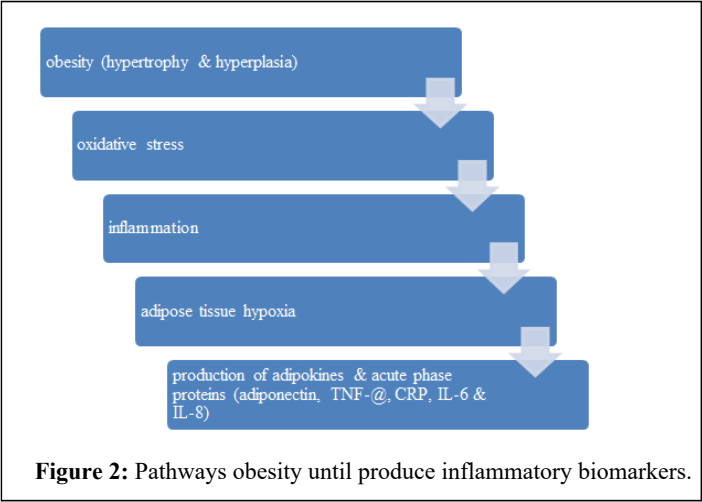 obesity (hypertrophy & hyperplasia)
oxidative stress
inflammation
adipose tissue hypoxia
production of adipokines & acute phase
proteins (adiponectin, TNF-@, CRP, IL-6 &
IL-8)
Figure 2: Pathways obesity until produce inflammatory biomarkers.